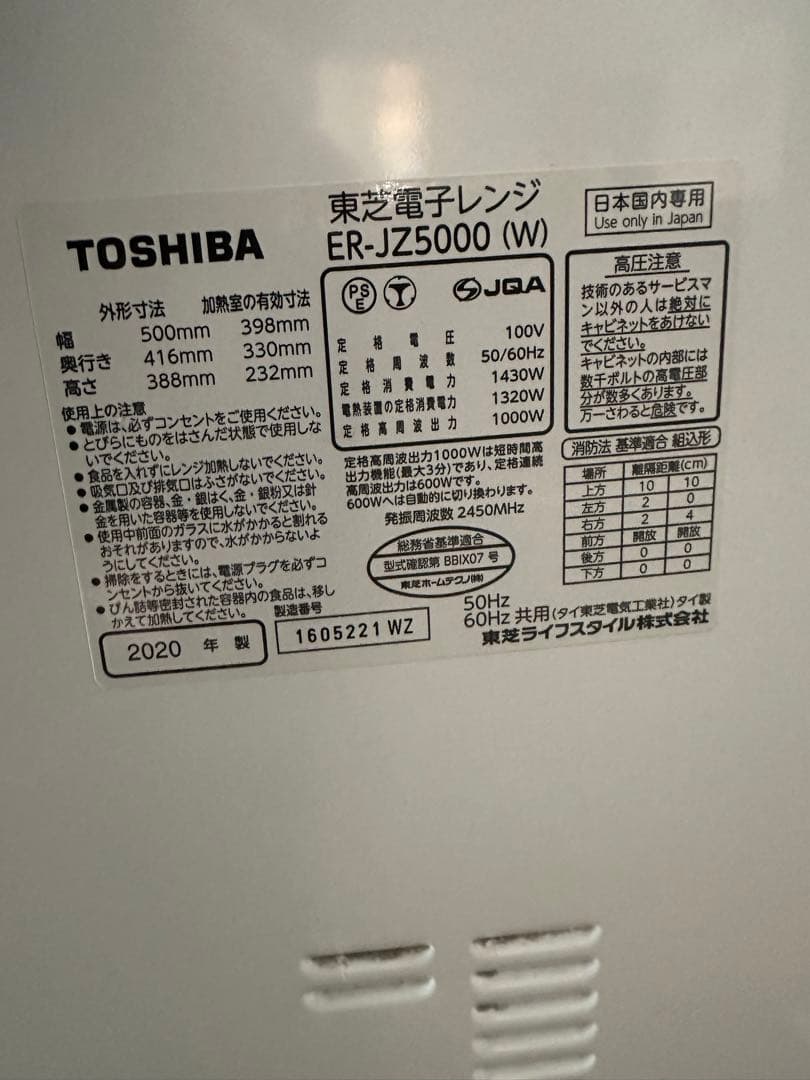 東芝電子レンジ
TOSHIBA
ER-JZ5000 (W)
日本国内専用
Use only in Japan
外形寸法 加熱室の有効寸法
幅 500mm 398mm
奥行き 416mm 330mm
高さ 388mm 232mm
PS
E
JQA
定格電圧 100V
定格周波数 50/60Hz
定格消費電力 1430W
電熱装置の定格消費電力 1320W
定格高周波出力 1000W
高圧注意
技術のあるサービスマ
ン以外の人は絶対に
キャビネットをあけない
でください。
キャビネットの内部には
数千ボルトの高電圧部
分が数多くあります。
万一さわると危険です。
使用上の注意
●電源は、必ずコンセントをご使用ください。
●とびらにものをはさんだ状態で使用しな
いでください。
●食品を入れずにレンジ加熱しないでください。
●吸気口及び排気口はふさがないでください。
●金属製の容器、金・銀はく、金・銀粉又は針
金を用いた容器等を使用しないでください。
●使用中前面のガラスに水がかかると割れる
おそれがありますので、水がかからないよ
うにしてください。
●掃除をするときには、電源プラグを必ずコ
ンセントから抜いてください。
●びん詰等密封された容器内の食品は、移し
かえて加熱してください。
定格高周波出力1000Wは短時間高
出力機能(最大3分)であり、定格連続
高周波出力は600Wです。
600Wへは自動的に切り換わります。
発振周波数 2450MHz
消防法 基準適合 組込形
場所 離隔距離(cm)
上方 10 10
左方 2 0
右方 2 4
前方 開放 開放
後方 0 0
下方 0 0
総務省基準適合
型式確認第 BBIX07 号
東芝ホームテクノ(株)
2020 年 製
製造番号
1605221 WZ
50Hz
60Hz 共用 (タイ東芝電気工業社) タイ製
東芝ライフスタイル株式会社